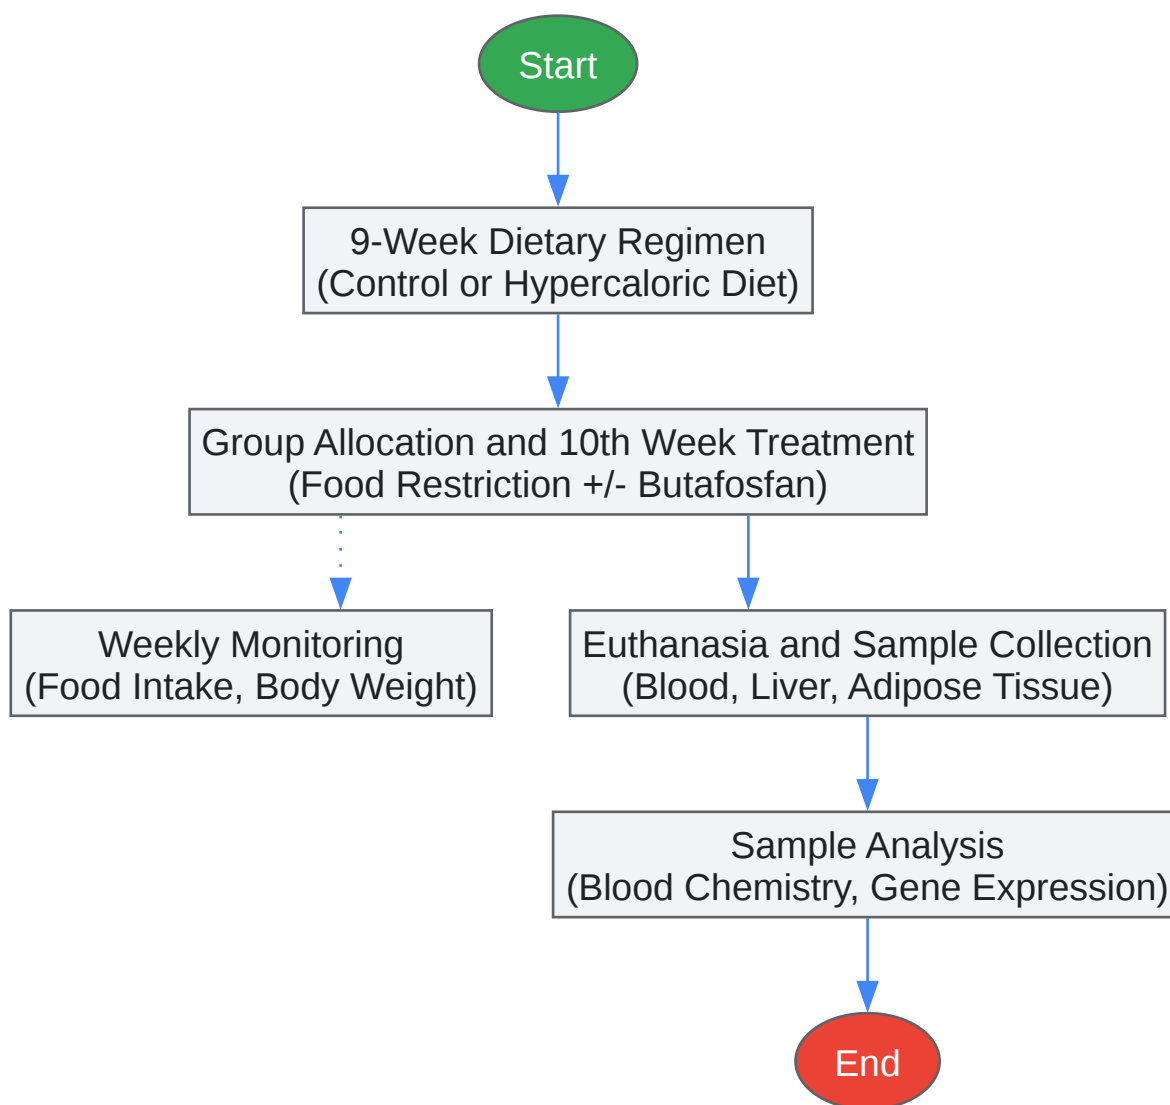 Start
9-Week Dietary Regimen
(Control or Hypercaloric Diet)
Group Allocation and 10th Week Treatment
(Food Restriction +/- Butafosfan)
Weekly Monitoring
(Food Intake, Body Weight)
Euthanasia and Sample Collection
(Blood, Liver, Adipose Tissue)
Sample Analysis
(Blood Chemistry, Gene Expression)
End